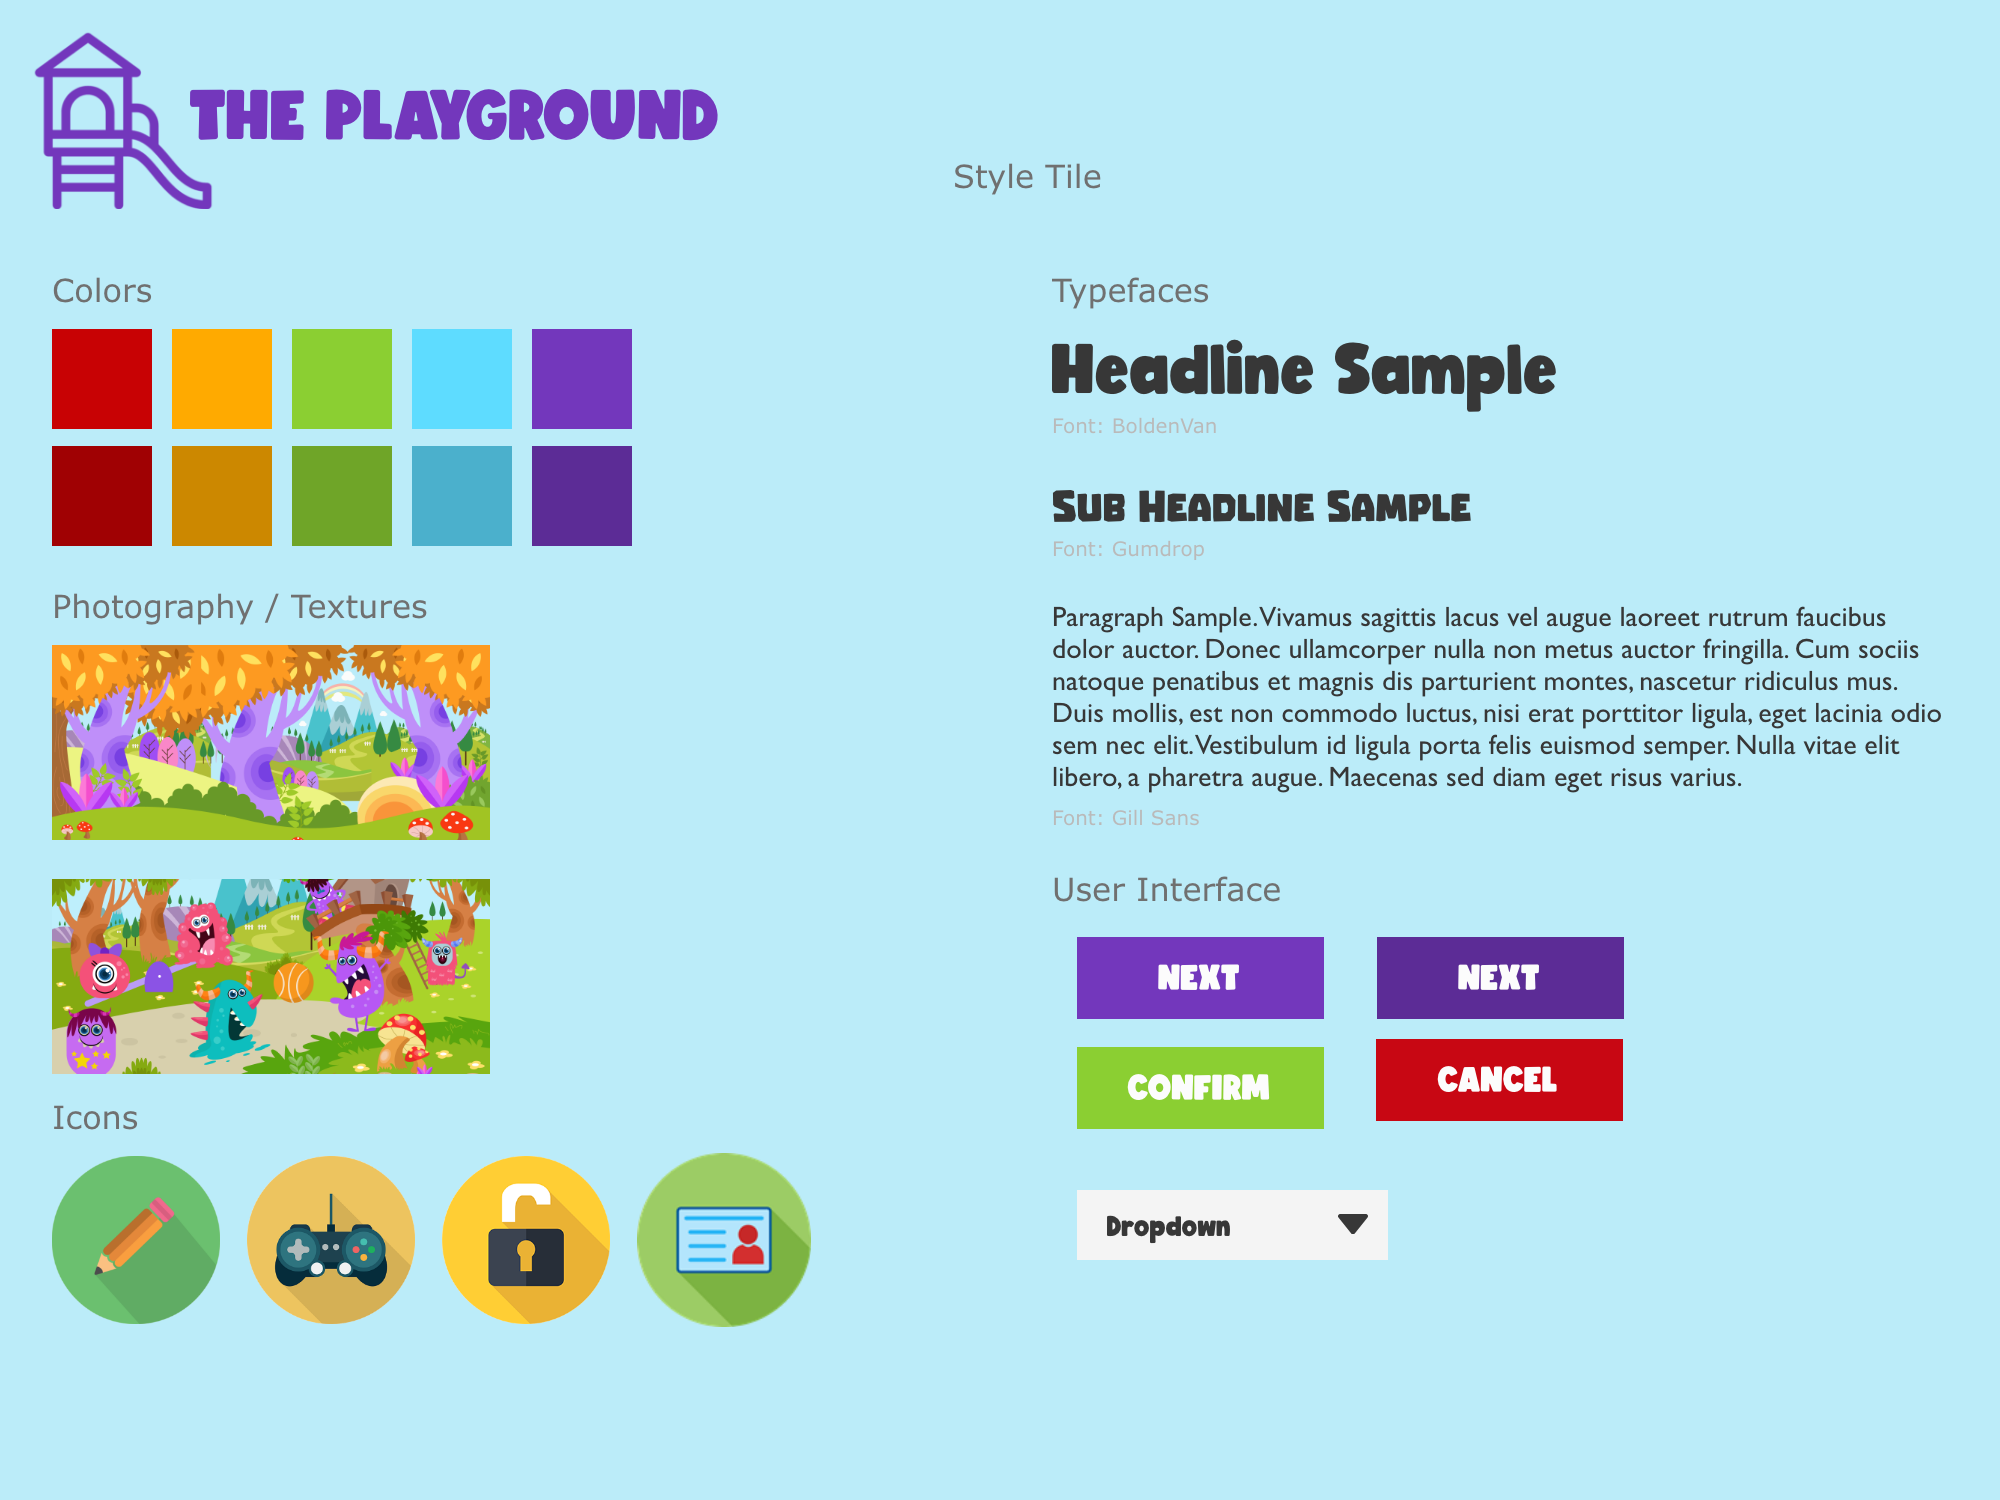 THE PLAYGROUND
Style Tile
Colors
Photography / Textures
Icons
Typefaces
Headline Sample
Font: BoldenVan
Sub Headline Sample
Font: Gumdrop
Paragraph Sample. Vivamus sagittis lacus vel augue laoreet rutrum faucibus
dolor auctor. Donec ullamcorper nulla non metus auctor fringilla. Cum sociis
natoque penatibus et magnis dis parturient montes, nascetur ridiculus mus.
Duis mollis, est non commodo luctus, nisi erat porttitor ligula, eget lacinia odio
sem nec elit. Vestibulum id ligula porta felis euismod semper. Nulla vitae elit
libero, a pharetra augue. Maecenas sed diam eget risus varius.
Font: Gill Sans
User Interface
NEXT
NEXT
CONFIRM
CANCEL
Dropdown